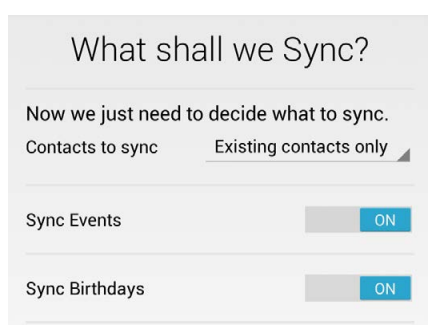 What shall we Sync?
Now we just need to decide what to sync.
Contacts to sync Existing contacts only
Sync Events ON
Sync Birthdays ON